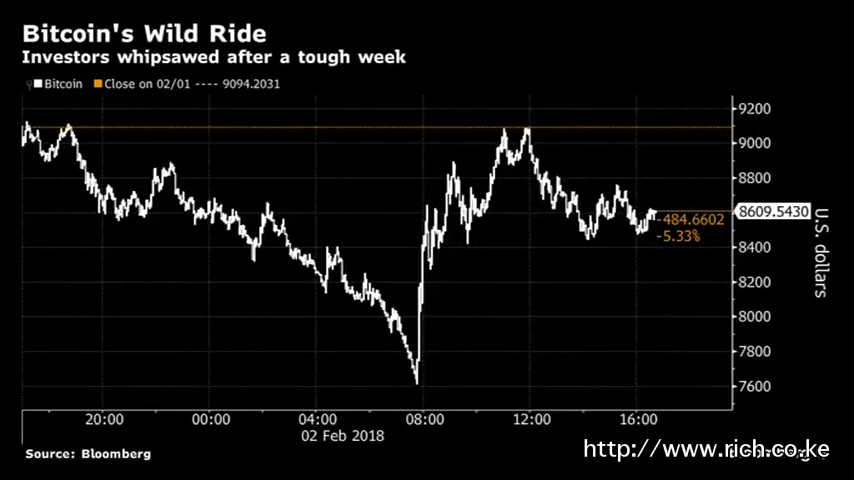 Bitcoin's Wild Ride
Investors whipsawed after a tough week
Bitcoin Close on 02/01 ---- 9094.2031
9200
9000
8800
8609.5430
-484.6602
-5.33%
8400
8200
8000
7800
7600
U.S. dollars
20:00 00:00 04:00 08:00 12:00 16:00
02 Feb 2018
Source: Bloomberg
http://www.rich.co.ke